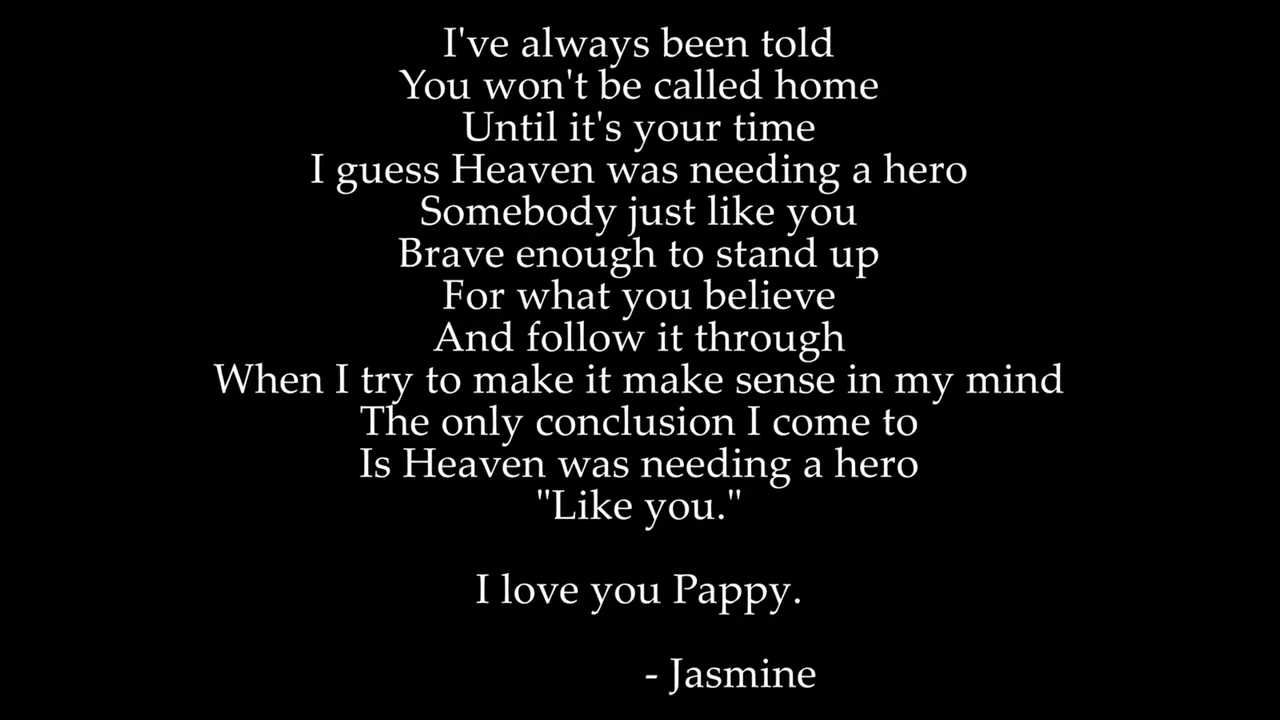 I've always been told
You won't be called home
Until it's your time
I guess Heaven was needing a hero
Somebody just like you
Brave enough to stand up
For what you believe
And follow it through
When I try to make it make sense in my mind
The only conclusion I come to
Is Heaven was needing a hero
"Like you."
I love you Pappy.
- Jasmine